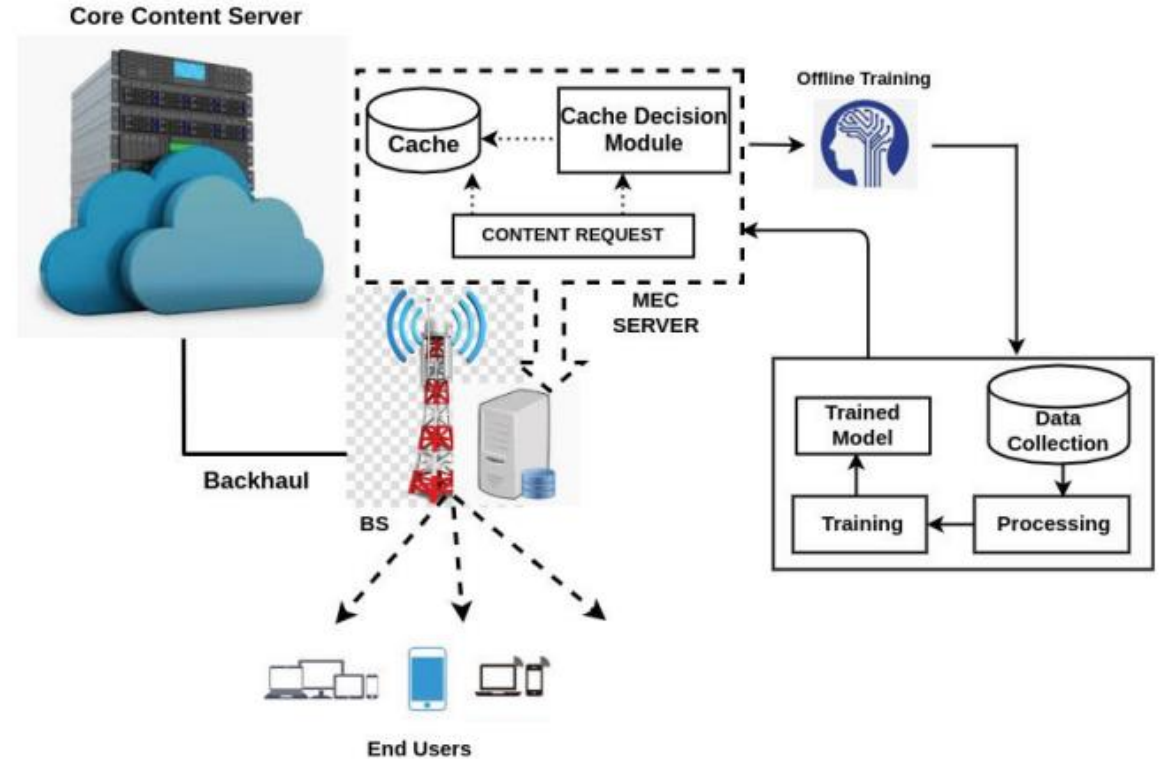 Core Content Server
Offline Training
Cache
Cache Decision
Module
CONTENT REQUEST
MEC
SERVER
Backhaul
BS
Trained
Model
Data
Collection
Training
Processing
End Users